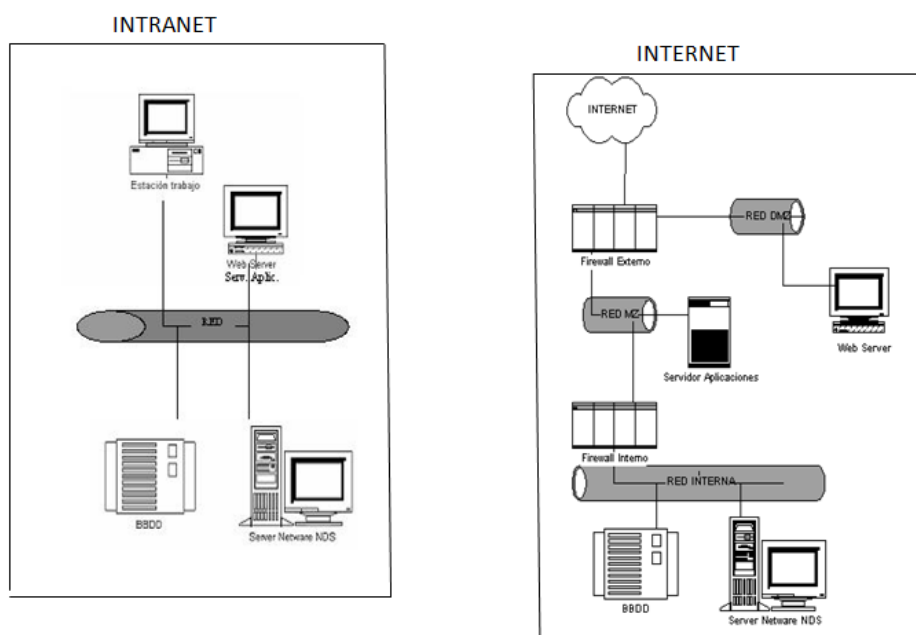 INTRANET
Estación trabajo
Web Server
Serv. Aplic.
RED
BBDD
Server Netware NDS
INTERNET
INTERNET
RED DMZ
Firewall Externo
Web Server
RED MZ
Servidor Aplicaciones
Firewall Interno
RED INTERNA
BBDD
Server Netware NDS